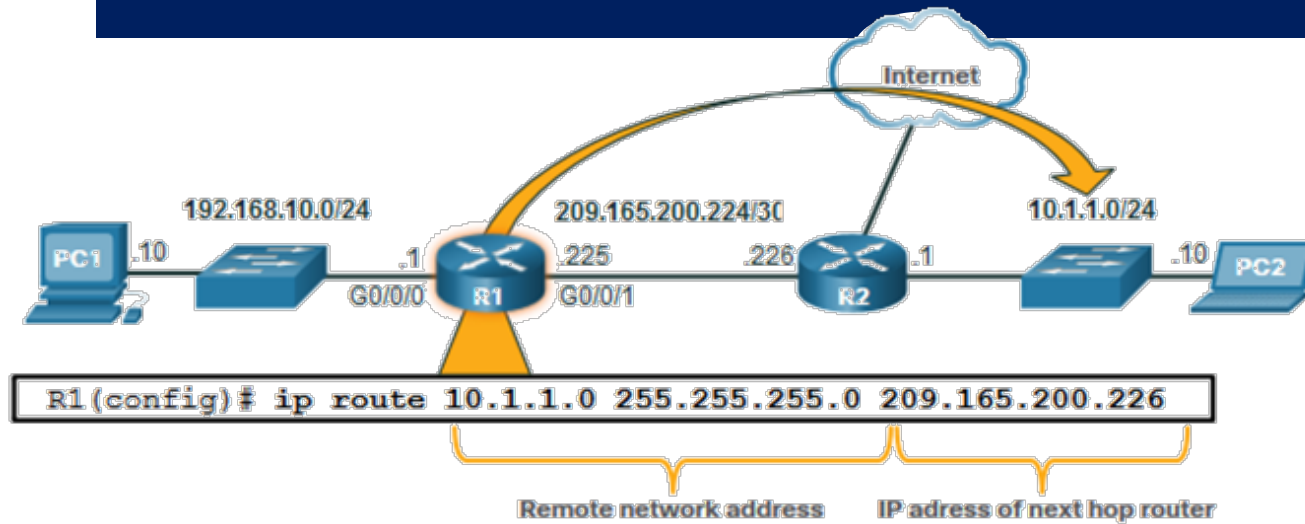 Internet
192.168.10.0/24
209.165.200.224/30
10.1.1.0/24
PC1
.10
.1
.225
.226
.1
.10
PC2
G0/0/0
R1
G0/0/1
R2
?
R1(config)# ip route 10.1.1.0 255.255.255.0 209.165.200.226
Remote network address
IP adress of next hop router